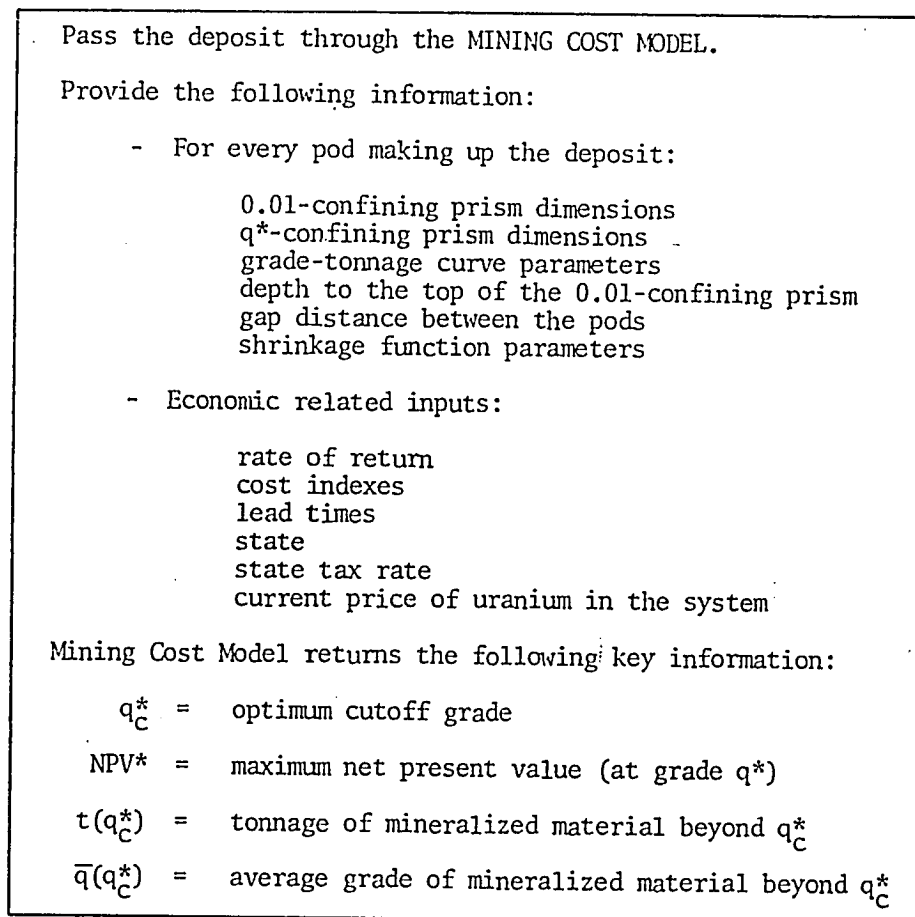 Pass the deposit through the MINING COST MODEL.
Provide the following information:
- For every pod making up the deposit:
0.01-confining prism dimensions
q*-confining prism dimensions
grade-tonnage curve parameters
depth to the top of the 0.01-confining prism
gap distance between the pods
shrinkage function parameters
- Economic related inputs:
rate of return
cost indexes
lead times
state
state tax rate
current price of uranium in the system
Mining Cost Model returns the following key information:
q*c = optimum cutoff grade
NPV* = maximum net present value (at grade q*)
t(q*c) = tonnage of mineralized material beyond q*c
q̅(q*c) = average grade of mineralized material beyond q*c